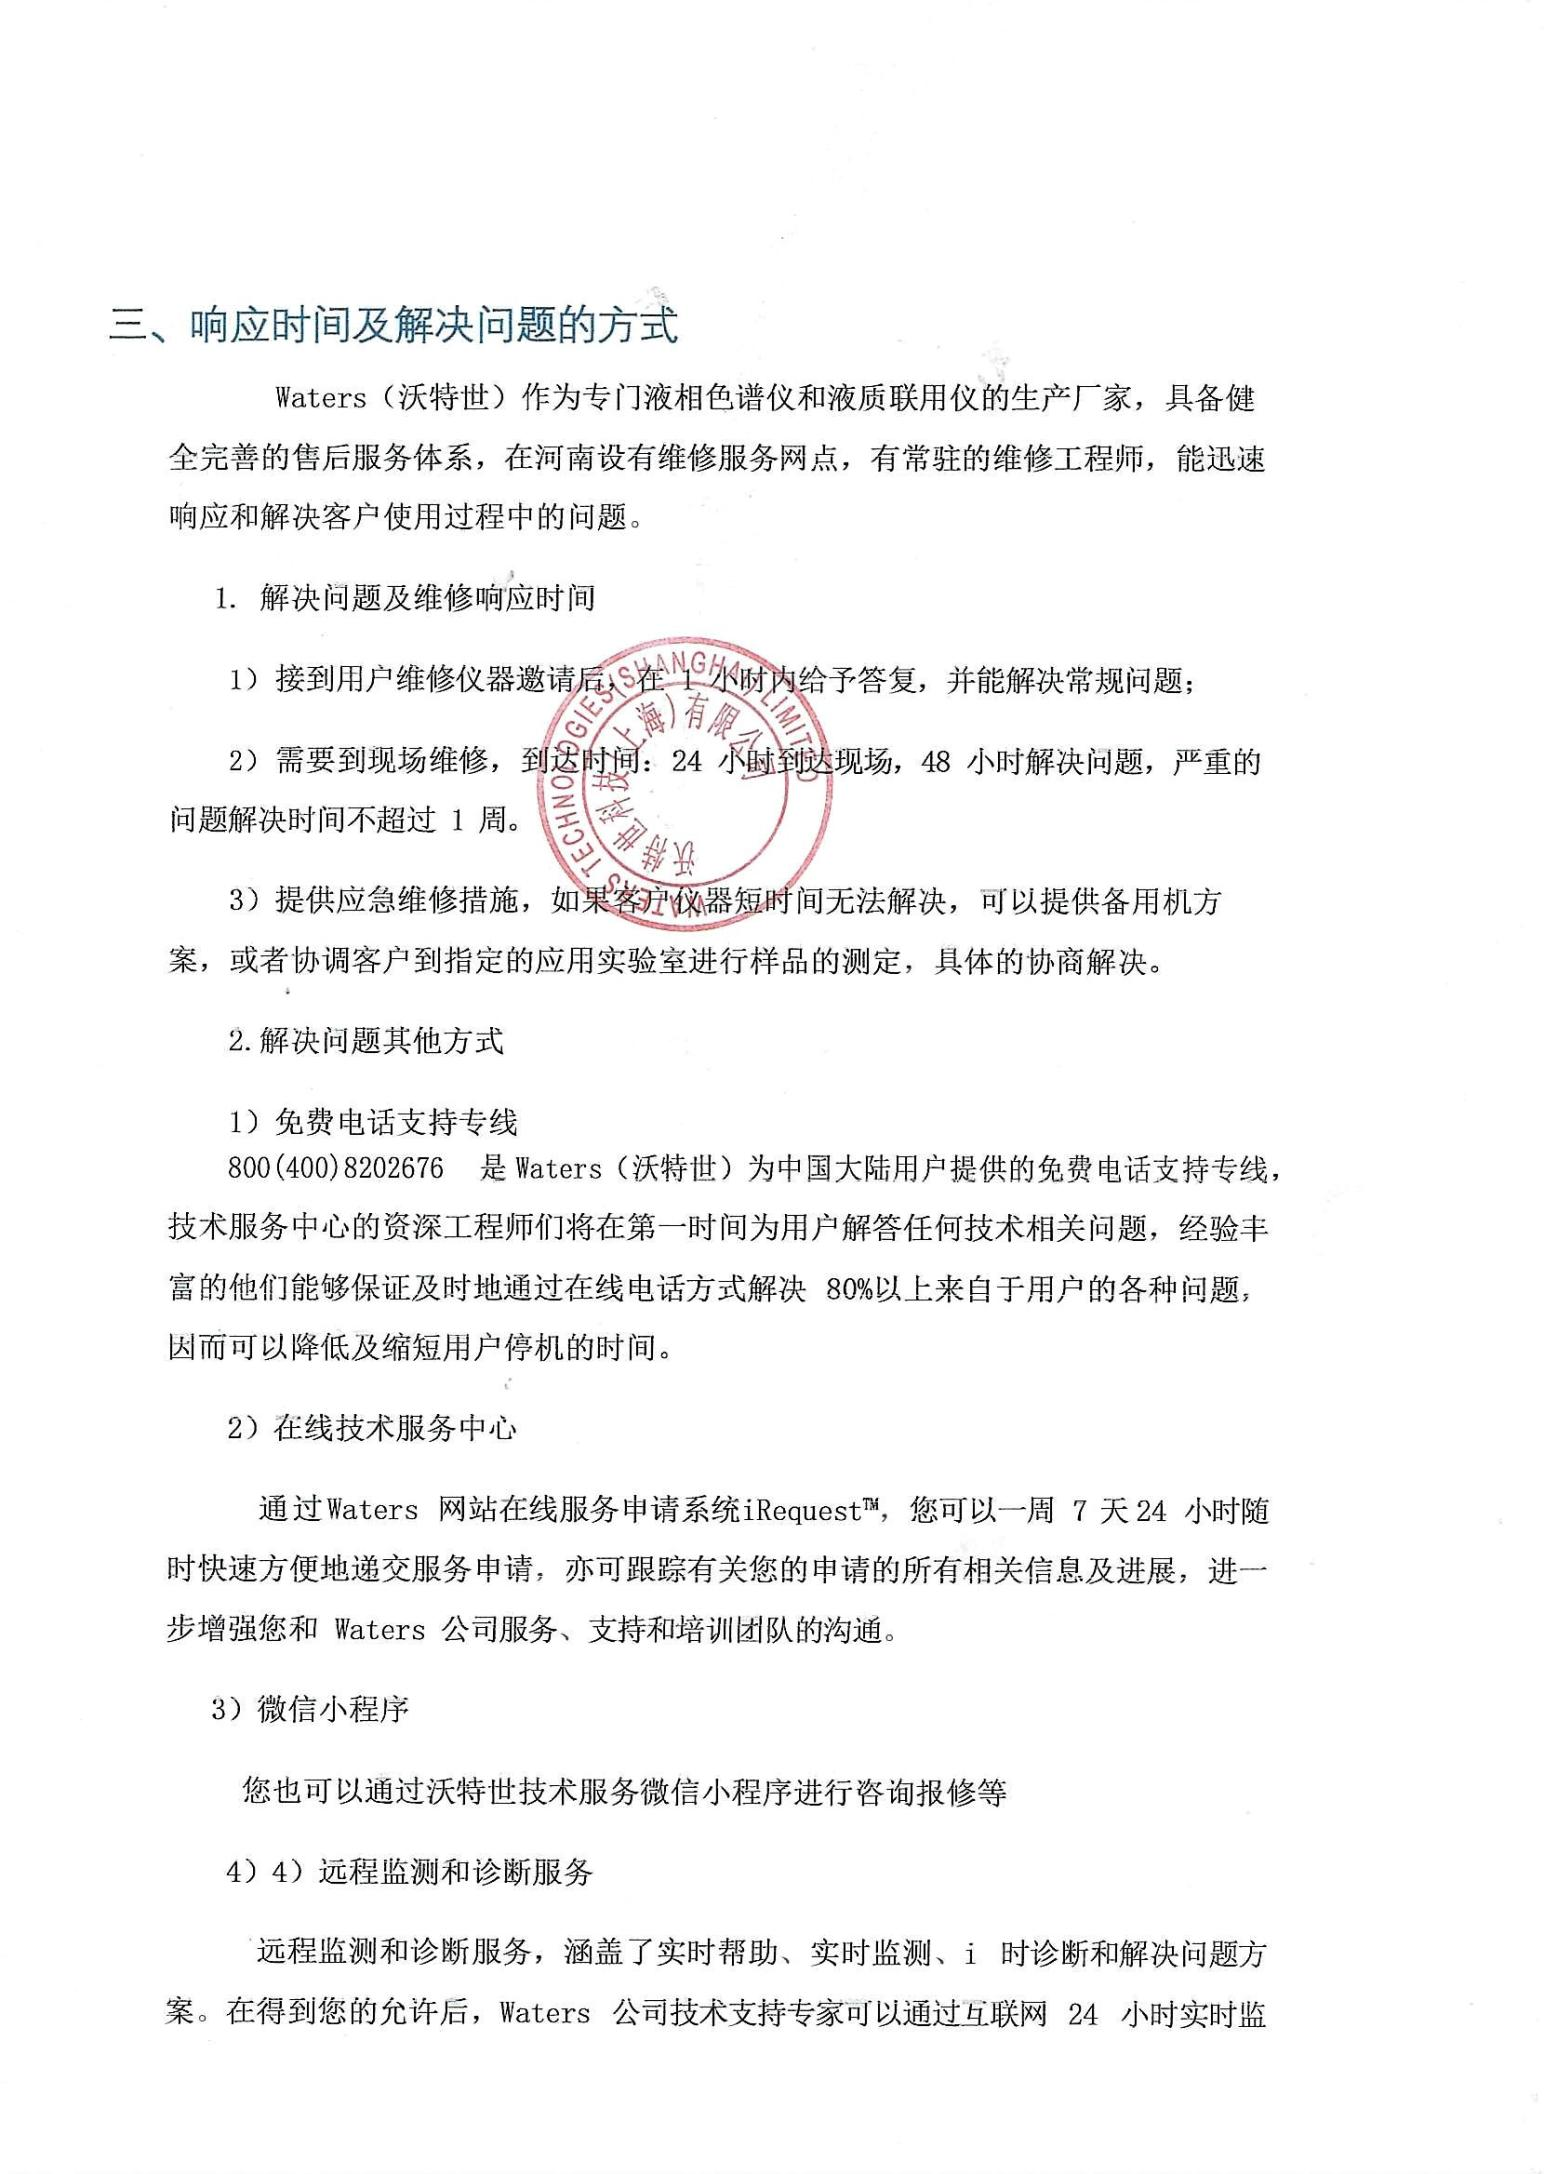 三、响应时间及解决问题的方式
Waters（沃特世）作为专门液相色谱仪和液质联用仪的生产厂家，具备健
全完善的售后服务体系，在河南设有维修服务网点，有常驻的维修工程师，能迅速
响应和解决客户使用过程中的问题。
1. 解决问题及维修响应时间
1）接到用户维修仪器邀请后，在 1 小时内给予答复，并能解决常规问题；
2）需要到现场维修，到达时间：24 小时到达现场，48 小时解决问题，严重的
问题解决时间不超过 1 周。
3）提供应急维修措施，如果客户仪器短时间无法解决，可以提供备用机方
案，或者协调客户到指定的应用实验室进行样品的测定，具体的协商解决。
WATERS TECHNOLOGIES(SHANGHAI)LIMITED
沃特世科技(上海)有限公司
2.解决问题其他方式
1）免费电话支持专线
800(400)8202676 是 Waters（沃特世）为中国大陆用户提供的免费电话支持专线，
技术服务中心的资深工程师们将在第一时间为用户解答任何技术相关问题，经验丰
富的他们能够保证及时地通过在线电话方式解决 80%以上来自于用户的各种问题，
因而可以降低及缩短用户停机的时间。
2）在线技术服务中心
通过Waters 网站在线服务申请系统iRequest™，您可以一周 7 天24 小时随
时快速方便地递交服务申请，亦可跟踪有关您的申请的所有相关信息及进展，进一
步增强您和 Waters 公司服务、支持和培训团队的沟通。
3）微信小程序
您也可以通过沃特世技术服务微信小程序进行咨询报修等
4）4）远程监测和诊断服务
远程监测和诊断服务，涵盖了实时帮助、实时监测、i 时诊断和解决问题方
案。在得到您的允许后，Waters 公司技术支持专家可以通过互联网 24 小时实时监